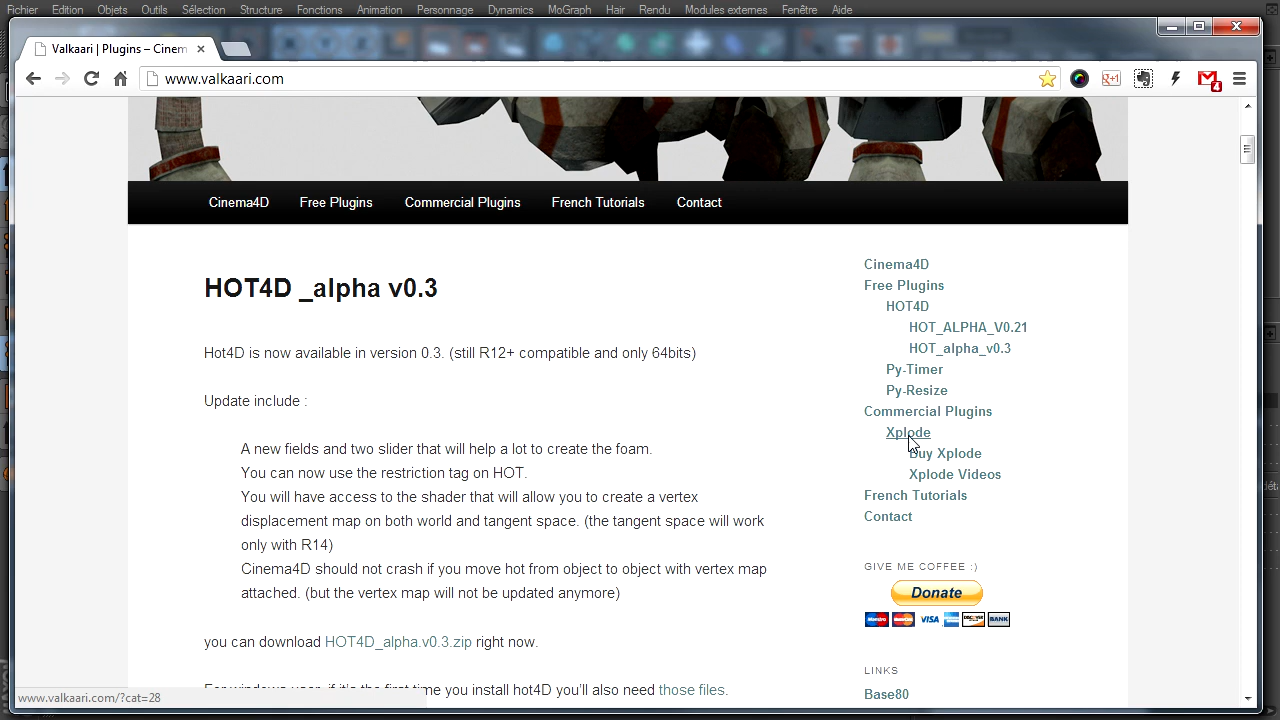 Fichier Edition Objets Outils Sélection Structure Fonctions Animation Personnage Dynamics MoGraph Hair Rendu Modules externes Fenêtre Aide
Valkaari | Plugins – Cinem
www.valkaari.com
g+1
4
Cinema4D Free Plugins Commercial Plugins French Tutorials Contact
HOT4D _alpha v0.3
Hot4D is now available in version 0.3. (still R12+ compatible and only 64bits)
Update include :
A new fields and two slider that will help a lot to create the foam.
You can now use the restriction tag on HOT.
You will have access to the shader that will allow you to create a vertex
displacement map on both world and tangent space. (the tangent space will work
only with R14)
Cinema4D should not crash if you move hot from object to object with vertex map
attached. (but the vertex map will not be updated anymore)
you can download HOT4D_alpha.v0.3.zip right now.
For windows user, if it's the first time you install hot4D you'll also need those files.
Cinema4D
Free Plugins
HOT4D
HOT_ALPHA_V0.21
HOT_alpha_v0.3
Py-Timer
Py-Resize
Commercial Plugins
Xplode
Buy Xplode
Xplode Videos
French Tutorials
Contact
GIVE ME COFFEE :)
Donate
Maestro VISA DISCOVER BANK
LINKS
Base80
www.valkaari.com/?cat=28